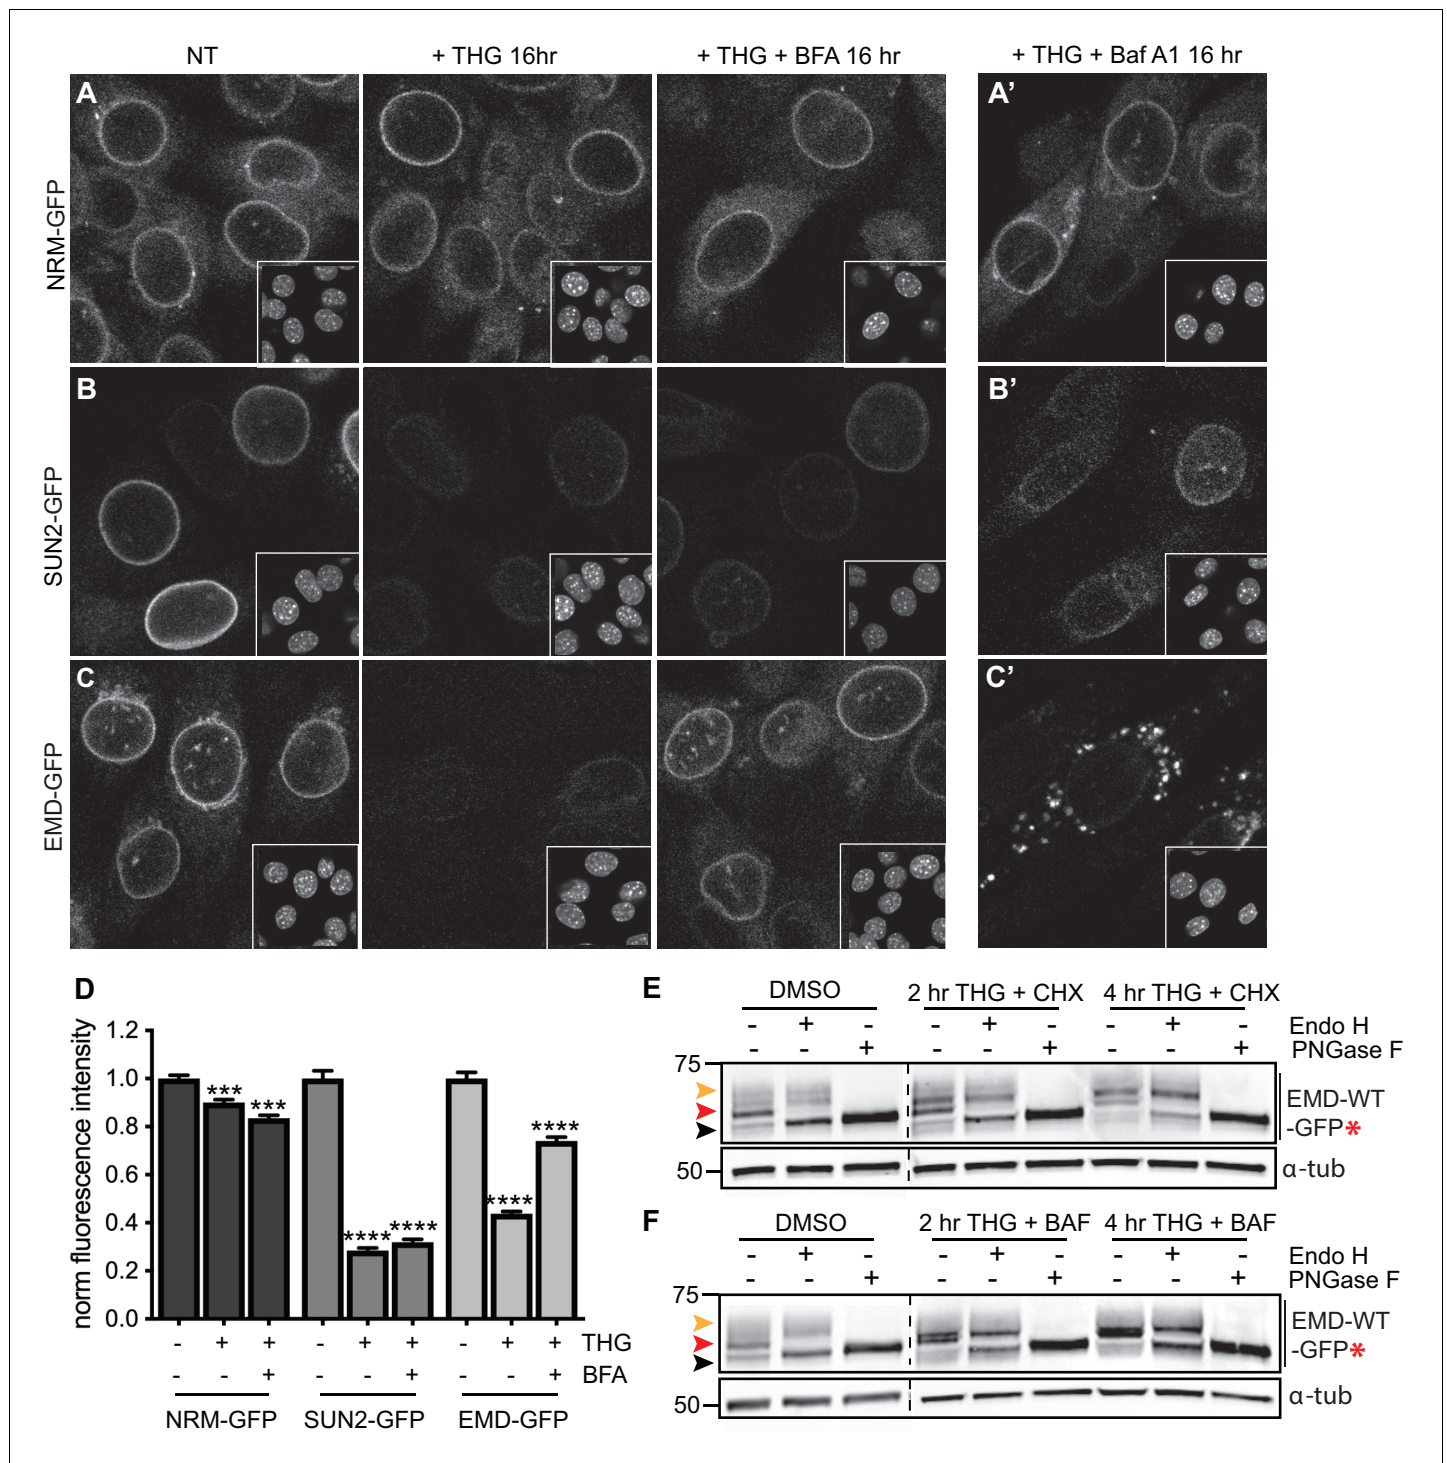 NT
+ THG 16hr
+ THG + BFA 16 hr
+ THG + Baf A1 16 hr
A
A'
NRM-GFP
B
B'
SUN2-GFP
C
C'
EMD-GFP
D
norm fluorescence intensity
1.2
1.0
0.8
0.6
0.4
0.2
0.0
*** ***
**** ****
**** ****
- + + - + + - + + THG
- - + - - + - - + BFA
NRM-GFP SUN2-GFP EMD-GFP
E
DMSO 2 hr THG + CHX 4 hr THG + CHX
- + - - + - - + - Endo H
- - + - - + - - + PNGase F
75
EMD-WT
-GFP*
50
α-tub
F
DMSO 2 hr THG + BAF 4 hr THG + BAF
- + - - + - - + - Endo H
- - + - - + - - + PNGase F
75
EMD-WT
-GFP*
50
α-tub